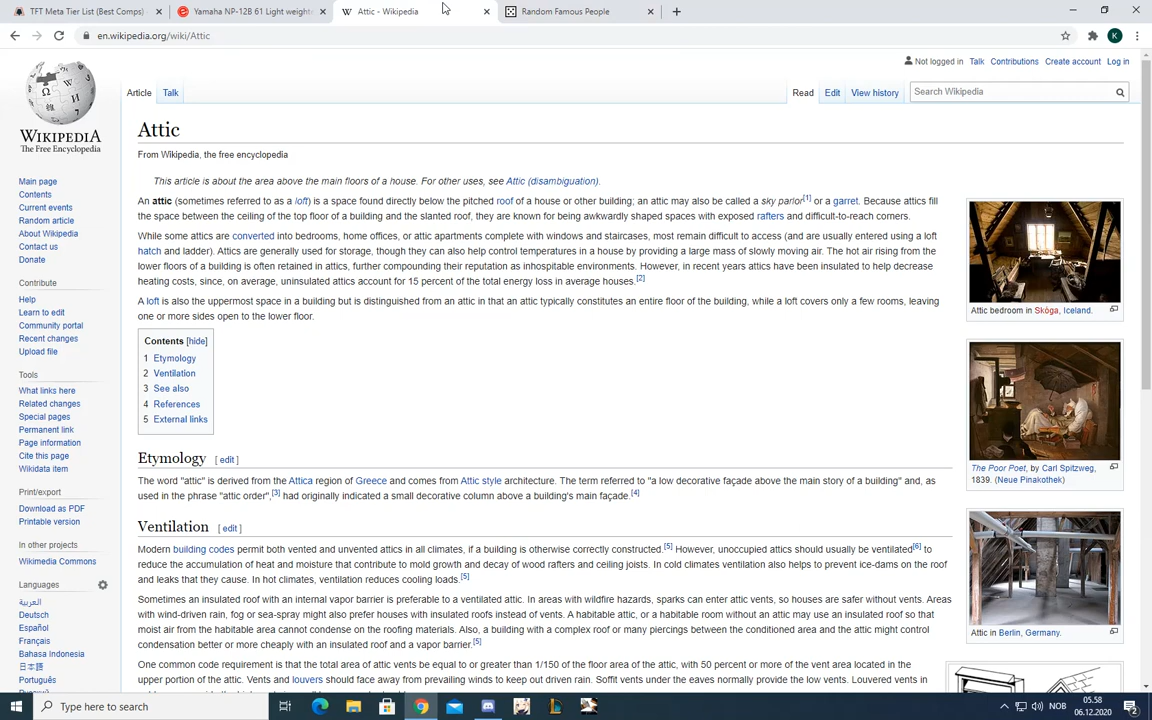 TFT Meta Tier List (Best Comps)
Yamaha NP-12B 61 Light weight
Attic - Wikipedia
Random Famous People
en.wikipedia.org/wiki/Attic
K
Not logged in Talk Contributions Create account Log in
Article Talk
Read Edit View history
Search Wikipedia
WIKIPEDIA
The Free Encyclopedia
Main page
Contents
Current events
Random article
About Wikipedia
Contact us
Donate
Contribute
Help
Learn to edit
Community portal
Recent changes
Upload file
Tools
What links here
Related changes
Special pages
Permanent link
Page information
Cite this page
Wikidata item
Print/export
Download as PDF
Printable version
In other projects
Wikimedia Commons
Languages
العربية
Deutsch
Español
Français
Bahasa Indonesia
日本語
Português
Attic
From Wikipedia, the free encyclopedia
This article is about the area above the main floors of a house. For other uses, see Attic (disambiguation).
An attic (sometimes referred to as a loft) is a space found directly below the pitched roof of a house or other building; an attic may also be called a sky parlor[1] or a garret. Because attics fill
the space between the ceiling of the top floor of a building and the slanted roof, they are known for being awkwardly shaped spaces with exposed rafters and difficult-to-reach corners.
While some attics are converted into bedrooms, home offices, or attic apartments complete with windows and staircases, most remain difficult to access (and are usually entered using a loft
hatch and ladder). Attics are generally used for storage, though they can also help control temperatures in a house by providing a large mass of slowly moving air. The hot air rising from the
lower floors of a building is often retained in attics, further compounding their reputation as inhospitable environments. However, in recent years attics have been insulated to help decrease
heating costs, since, on average, uninsulated attics account for 15 percent of the total energy loss in average houses.[2]
A loft is also the uppermost space in a building but is distinguished from an attic in that an attic typically constitutes an entire floor of the building, while a loft covers only a few rooms, leaving
one or more sides open to the lower floor.
Contents [hide]
1 Etymology
2 Ventilation
3 See also
4 References
5 External links
Etymology [ edit ]
The word "attic" is derived from the Attica region of Greece and comes from Attic style architecture. The term referred to "a low decorative façade above the main story of a building" and, as
used in the phrase "attic order",[3] had originally indicated a small decorative column above a building's main façade.[4]
Ventilation [ edit ]
Modern building codes permit both vented and unvented attics in all climates, if a building is otherwise correctly constructed.[5] However, unoccupied attics should usually be ventilated[6] to
reduce the accumulation of heat and moisture that contribute to mold growth and decay of wood rafters and ceiling joists. In cold climates ventilation also helps to prevent ice-dams on the roof
and leaks that they cause. In hot climates, ventilation reduces cooling loads.[5]
Sometimes an insulated roof with an internal vapor barrier is preferable to a ventilated attic. In areas with wildfire hazards, sparks can enter attic vents, so houses are safer without vents. Areas
with wind-driven rain, fog or sea-spray might also prefer houses with insulated roofs instead of vents. A habitable attic, or a habitable room without an attic may use an insulated roof so that
moist air from the habitable area cannot condense on the roofing materials. Also, a building with a complex roof or many piercings between the conditioned area and the attic might control
condensation better or more cheaply with an insulated roof and a vapor barrier.[5]
One common code requirement is that the total area of attic vents be equal to or greater than 1/150 of the floor area of the attic, with 50 percent or more of the vent area located in the
upper portion of the attic. Vents and louvers should face away from prevailing winds to keep out driven rain. Soffit vents under the eaves normally provide the low vents. Louvered vents in
Attic bedroom in Skòga, Iceland.
The Poor Poet, by Carl Spitzweg,
1839. (Neue Pinakothek)
Attic in Berlin, Germany.
Type here to search
NOB
05.58
06.12.2020
2